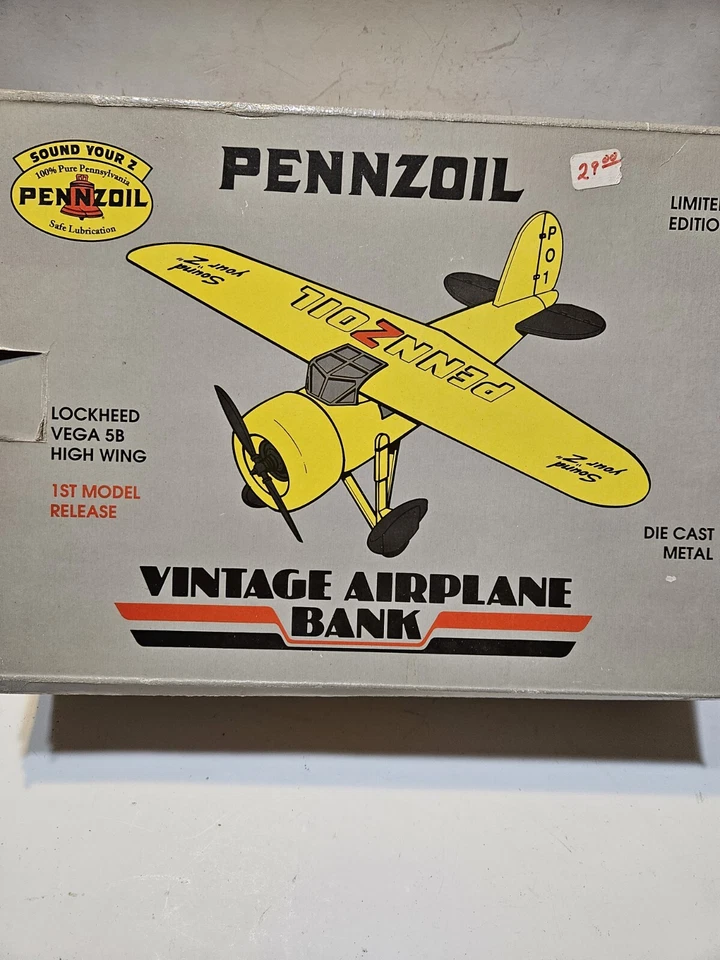 SOUND YOUR Z
100% Pure Pennsylvania
PENNZOIL
Safe Lubrication
PENNZOIL
29 00
LIMITE
EDITIO
P
O
1
Sound
your "Z"
PENNZOIL
Sound
your "Z"
LOCKHEED
VEGA 5B
HIGH WING
1ST MODEL
RELEASE
DIE CAST
METAL
VINTAGE AIRPLANE
BANK